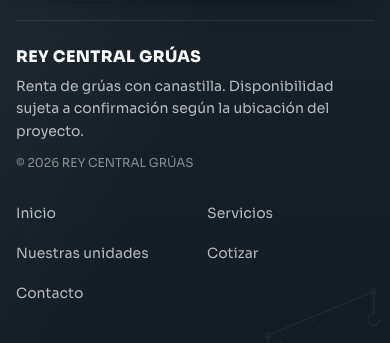 REY CENTRAL GRÚAS
Renta de grúas con canastilla. Disponibilidad
sujeta a confirmación según la ubicación del
proyecto.
© 2026 REY CENTRAL GRÚAS
Inicio
Servicios
Nuestras unidades
Cotizar
Contacto